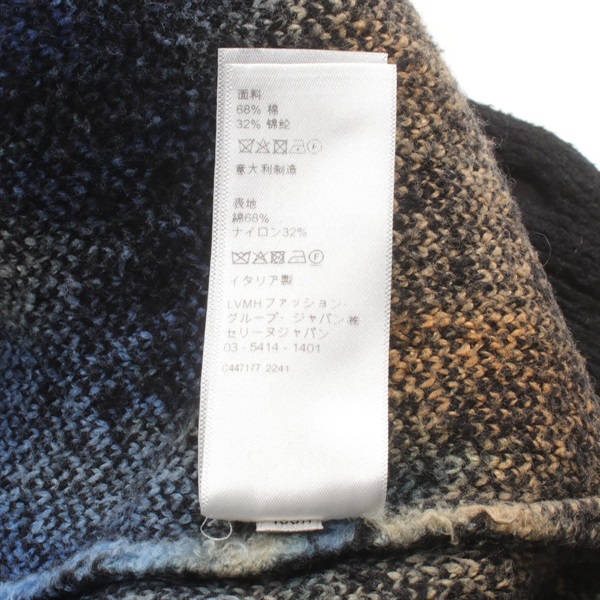 面料
68% 棉
32% 锦纶
意大利制造
表地
綿68%
ナイロン32%
イタリア製
LVMHファッション・
グループ・ジャパン㈱
セリーヌジャパン
03 - 5414 - 1401
C447177 2241